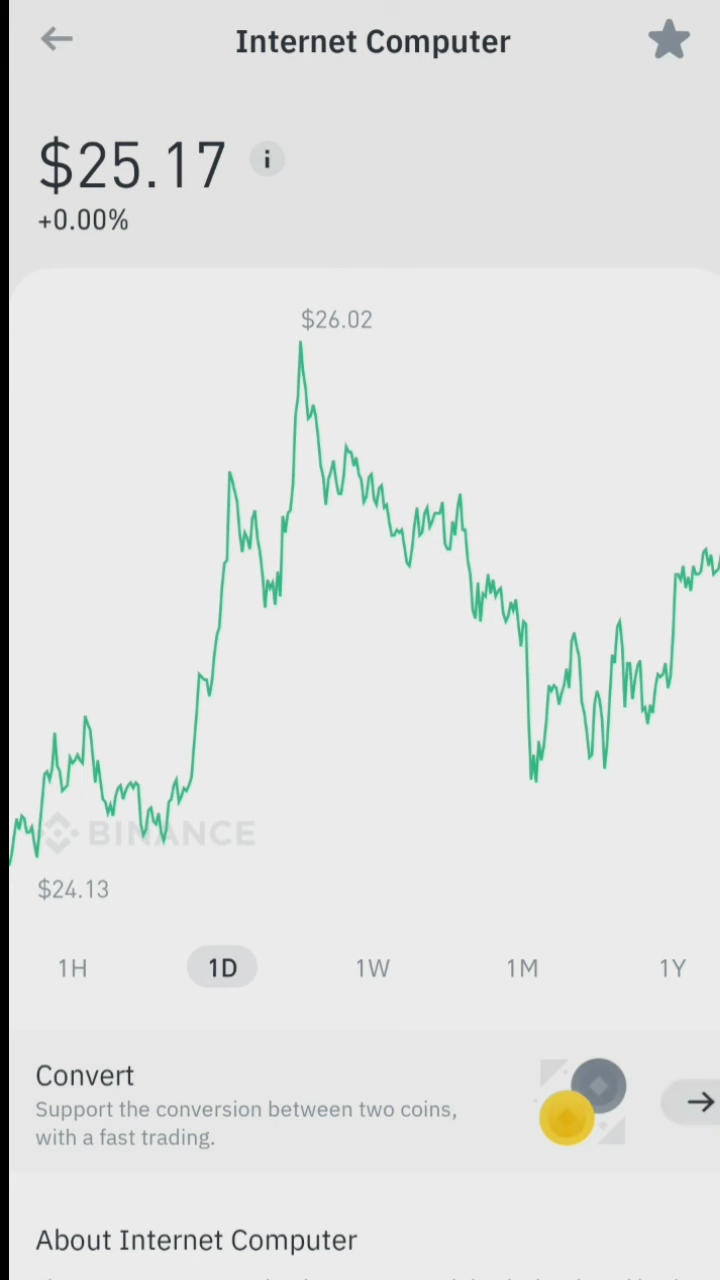 Internet Computer
$25.17 i
+0.00%
$26.02
BINANCE
$24.13
1H 1D 1W 1M 1Y
Convert
Support the conversion between two coins,
with a fast trading.
About Internet Computer